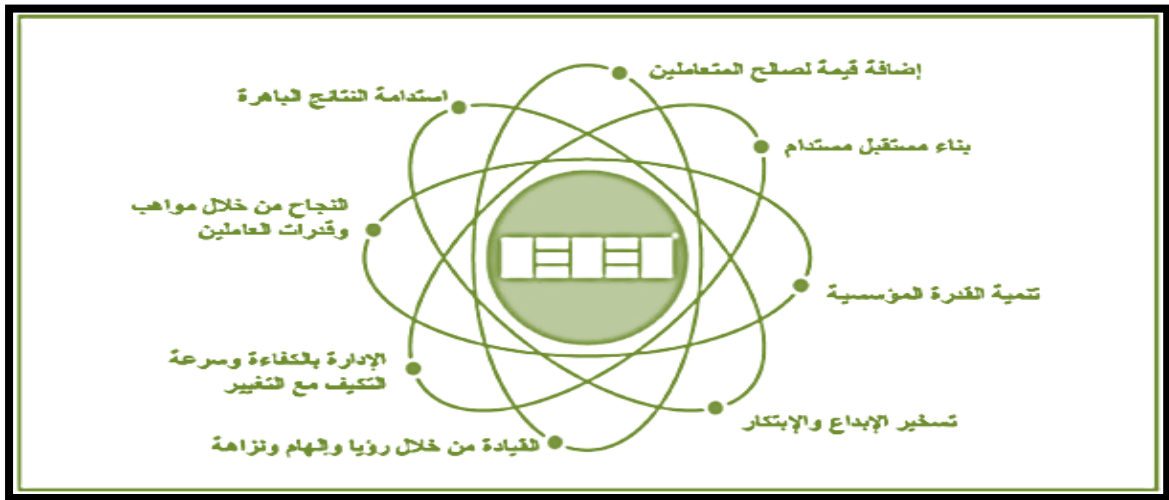 إضافة قيمة لصالح المتعاملين
استدامة النتائج الباهرة
بناء مستقبل مستدام
النجاح من خلال مواهب
وقدرات العاملين
تنمية القدرة المؤسسية
الإدارة بالكفاءة وسرعة
التكيف مع التغيير
تسخير الإبداع والإبتكار
القيادة من خلال رؤيا وإلهام ونزاهة